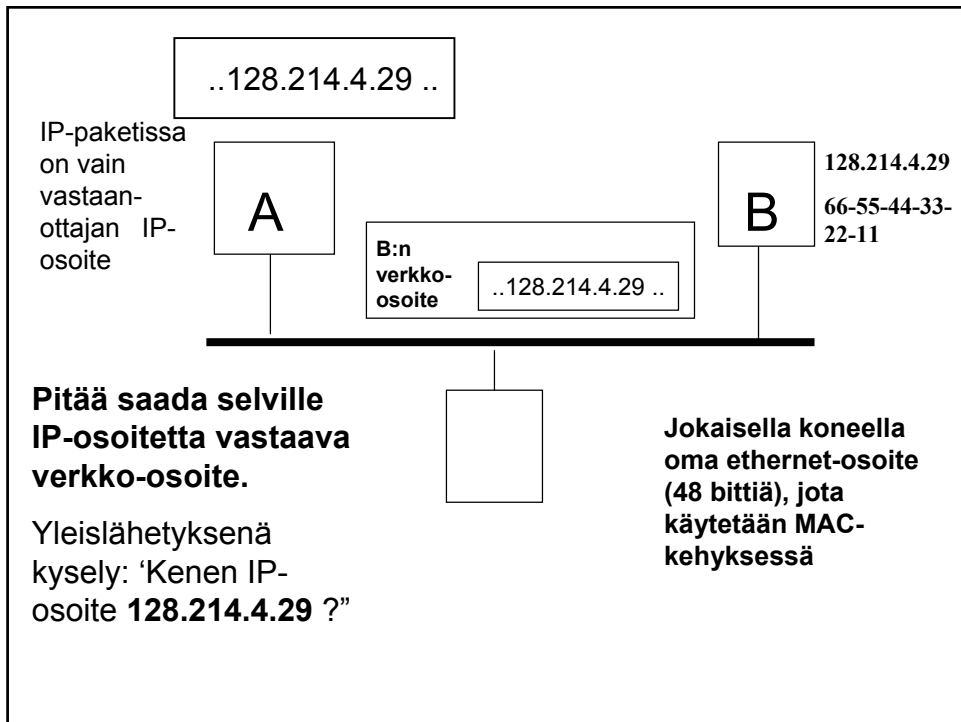 ..128.214.4.29 ..
IP-paketissa
on vain
vastaan-
ottajan IP-
osoite
A
B
128.214.4.29
66-55-44-33-
22-11
B:n
verkko-
osoite
..128.214.4.29 ..
Pitää saada selville
IP-osoitetta vastaava
verkko-osoite.
Yleislähetyksenä
kysely: ‘Kenen IP-
osoite 128.214.4.29 ?”
Jokaisella koneella
oma ethernet-osoite
(48 bittiä), jota
käytetään MAC-
kehyksessä